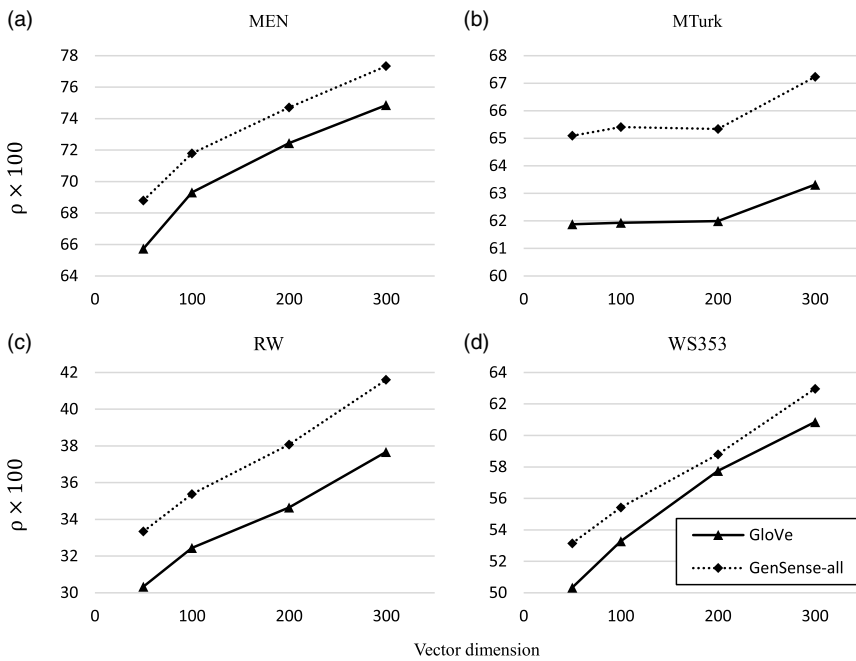 (a) MEN
ρ × 100
78
76
74
72
70
68
66
64
0 100 200 300
(b) MTurk
68
67
66
65
64
63
62
61
60
0 100 200 300
(c) RW
ρ × 100
42
40
38
36
34
32
30
0 100 200 300
(d) WS353
64
62
60
58
56
54
52
50
0 100 200 300
GloVe
GenSense-all
Vector dimension